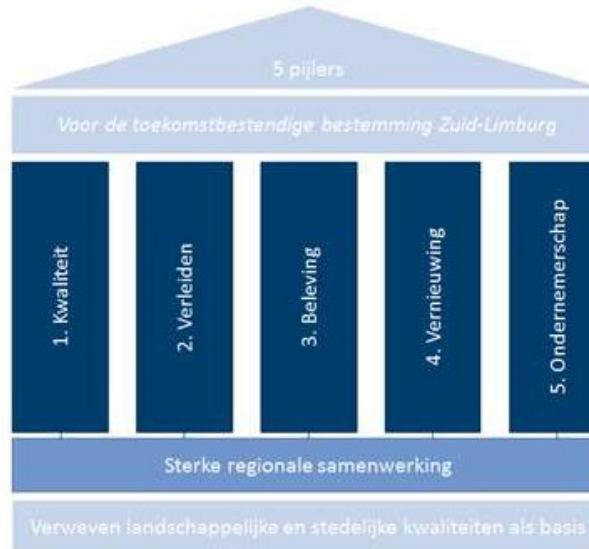 5 pijlers
Voor de toekomstbestendige bestemming Zuid-Limburg
1. Kwaliteit
2. Verleiden
3. Beleving
4. Vernieuwing
5. Ondernemerschap
Sterke regionale samenwerking
Verweven landschappelijke en stedelijke kwaliteiten als basis